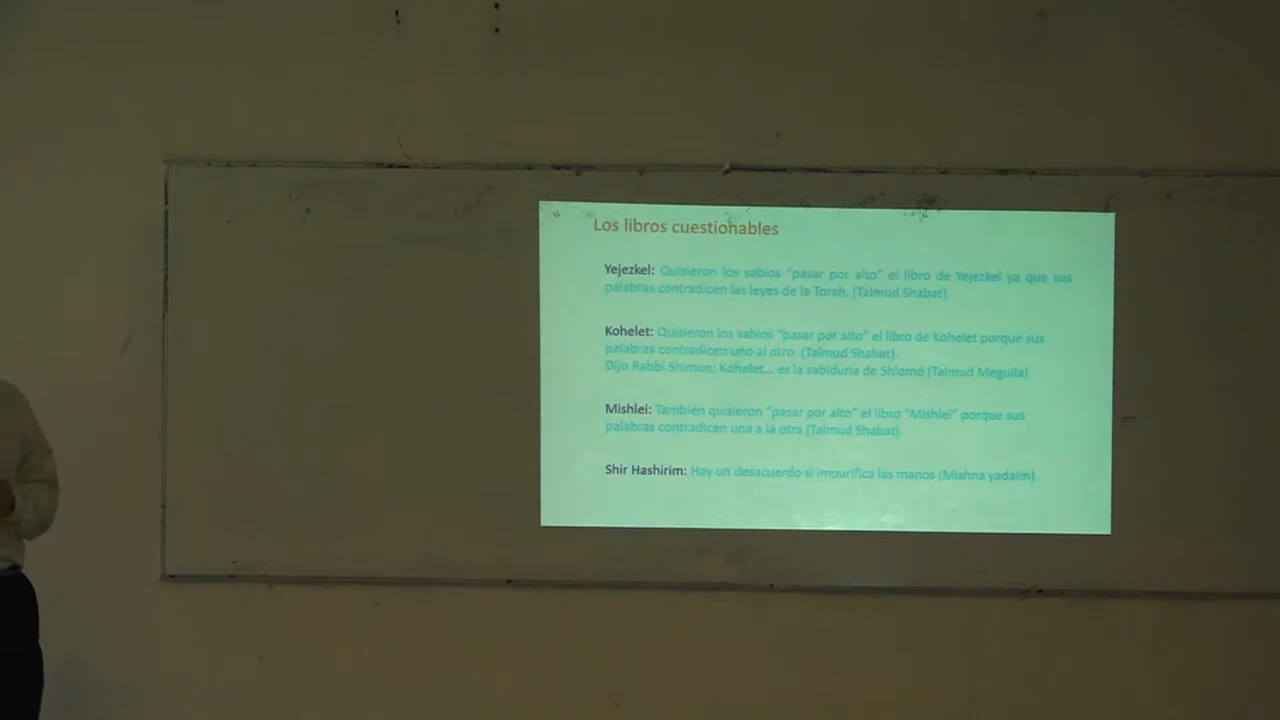 Los libros cuestionables
Yejezkel: Quisieron los sabios “pasar por alto” el libro de Yejezkel ya que sus
palabras contradicen las leyes de la Torah. (Talmud Shabat).
Kohelet: Quisieron los sabios “pasar por alto” el libro de Kohelet porque sus
palabras contradicen uno al otro. (Talmud Shabat).
Dijo Rabbi Shimon: Kohelet... es la sabiduria de Shlomó (Talmud Meguila)
Mishlei: También quisieron “pasar por alto” el libro “Mishlei” porque sus
palabras contradicen una a la otra (Talmud Shabat).
Shir Hashirim: Hay un desacuerdo si impurifica las manos (Mishna yadaim).